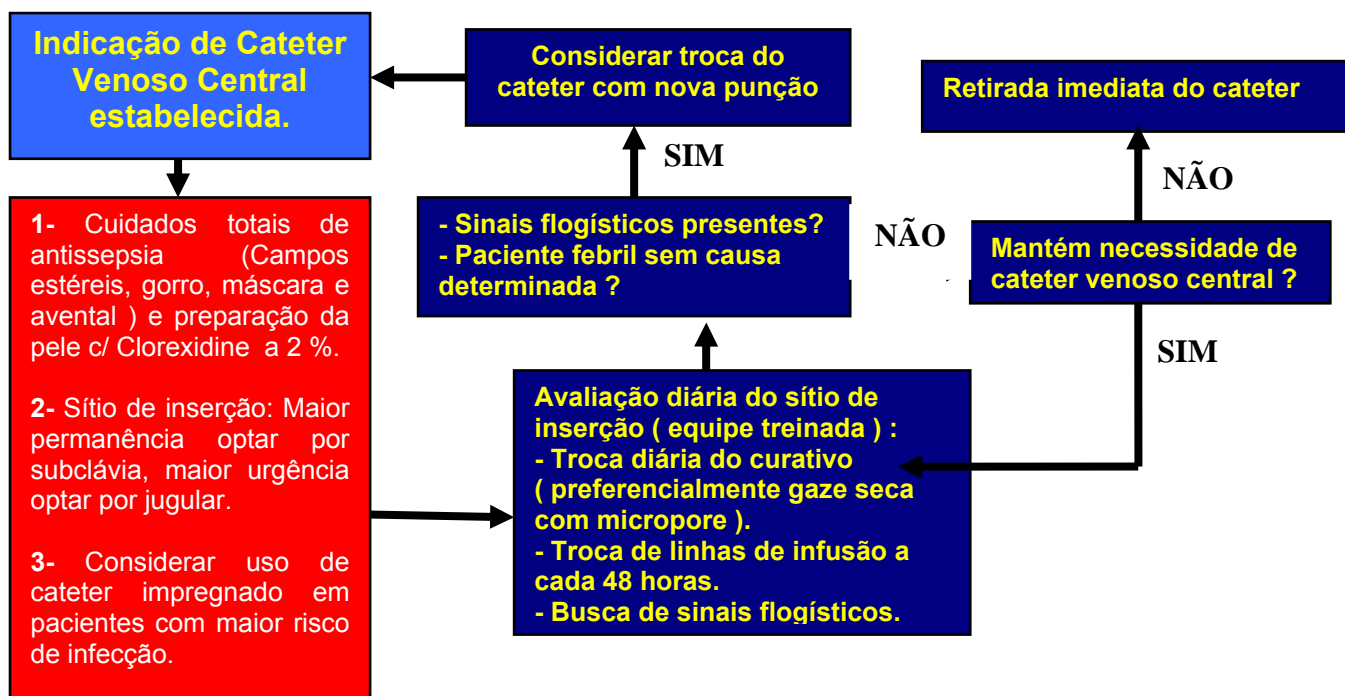 Indicação de Cateter
Venoso Central
estabelecida.
Considerar troca do
cateter com nova punção
Retirada imediata do cateter
SIM
NÃO
1- Cuidados totais de
antissepsia (Campos
estéreis, gorro, máscara e
avental ) e preparação da
pele c/ Clorexidine a 2 %.
2- Sítio de inserção: Maior
permanência optar por
subclávia, maior urgência
optar por jugular.
3- Considerar uso de
cateter impregnado em
pacientes com maior risco
de infecção.
- Sinais flogísticos presentes?
- Paciente febril sem causa
determinada ?
NÃO
Mantém necessidade de
cateter venoso central ?
SIM
Avaliação diária do sítio de
inserção ( equipe treinada ) :
- Troca diária do curativo
( preferencialmente gaze seca
com micropore ).
- Troca de linhas de infusão a
cada 48 horas.
- Busca de sinais flogísticos.